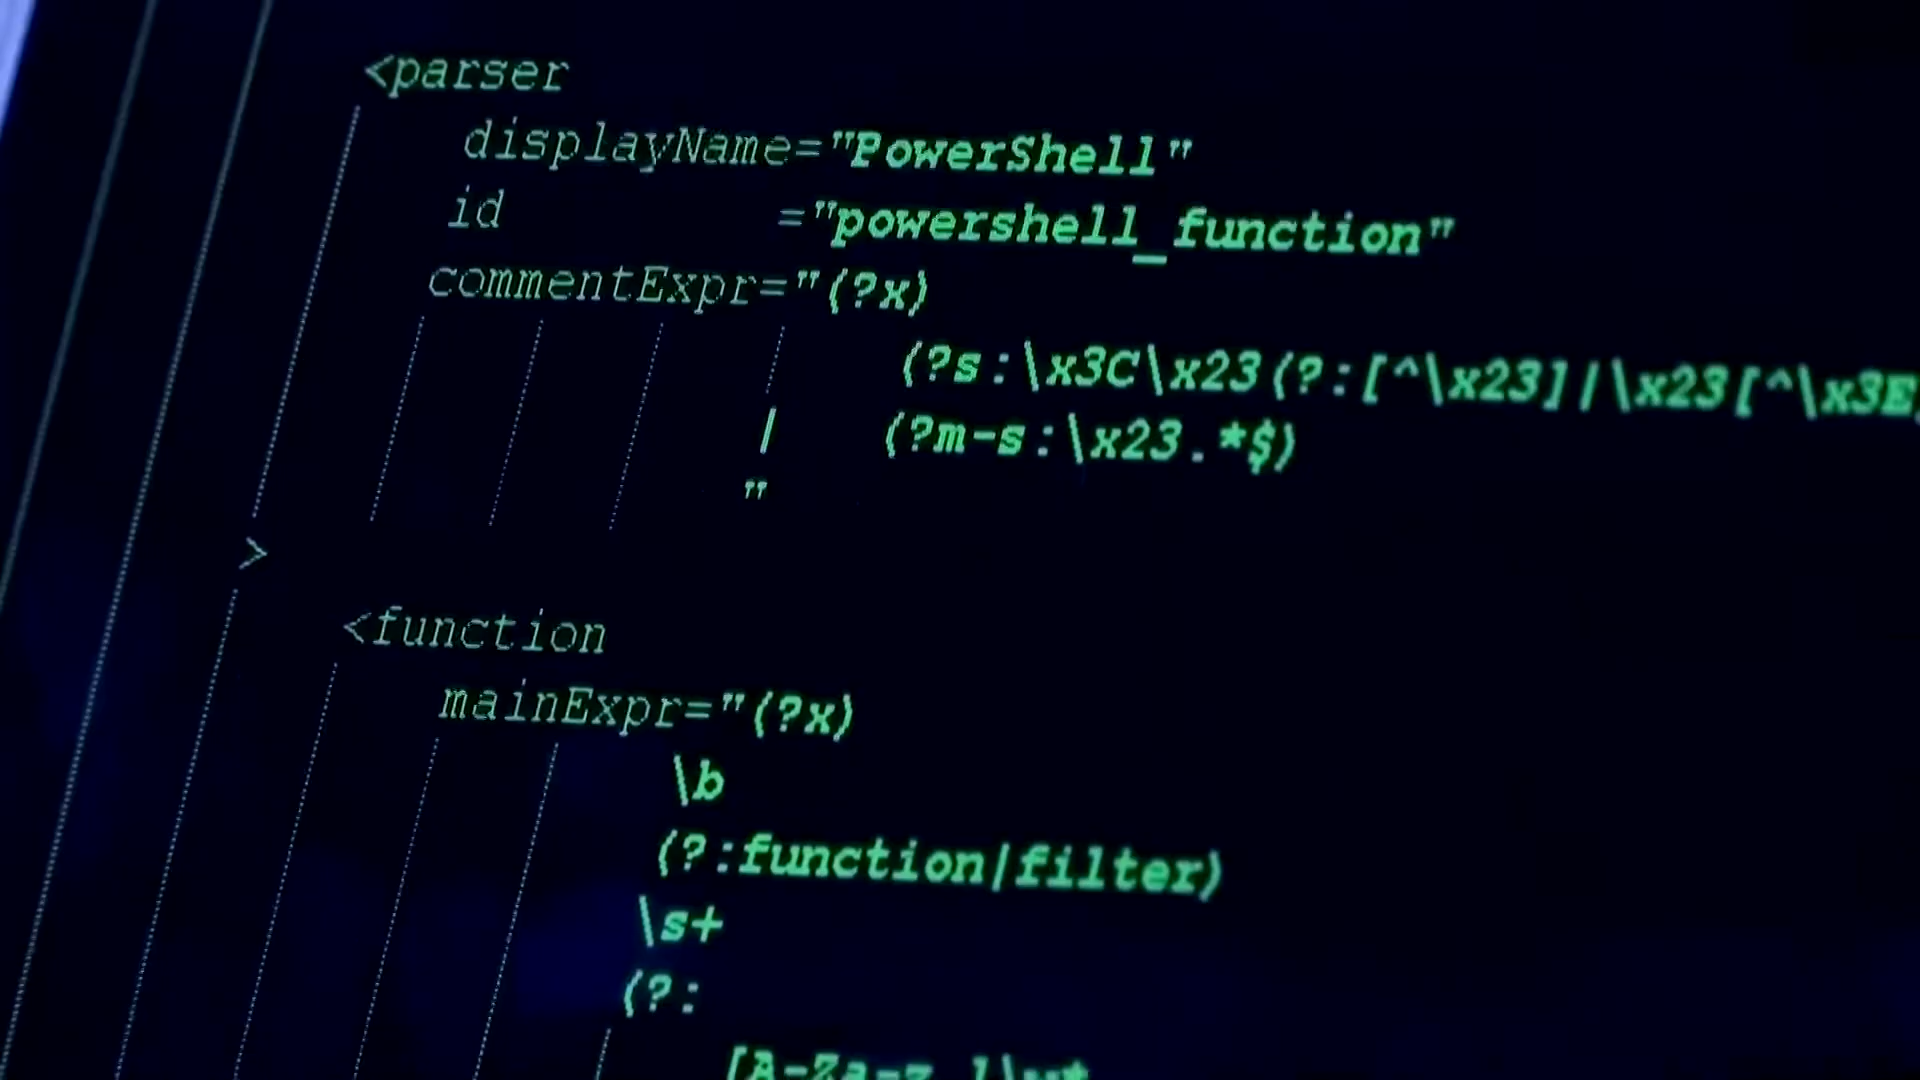 <parser
displayName="PowerShell"
id ="powershell_function"
commentExpr="(?x)
(?s:\x3C\x23(?:[^\x23]|\x23[^\x3E
| (?m-s:\x23.*$)
"
>
<function
mainExpr="(?x)
\b
(?:function|filter)
\s+
(?: